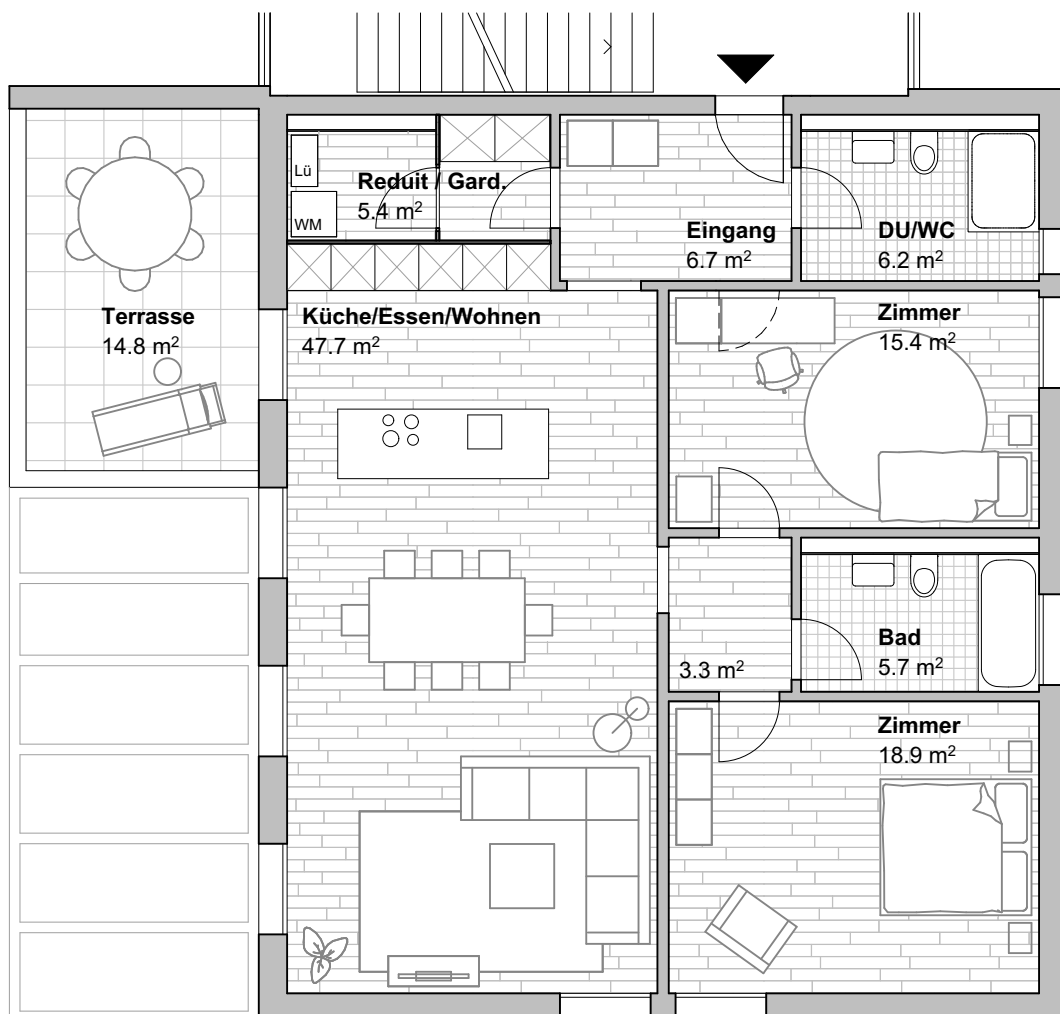 Lü
WM
Reduit / Gard.
5.4 m²
Eingang
6.7 m²
DU/WC
6.2 m²
Terrasse
14.8 m²
Küche/Essen/Wohnen
47.7 m²
Zimmer
15.4 m²
3.3 m²
Bad
5.7 m²
Zimmer
18.9 m²